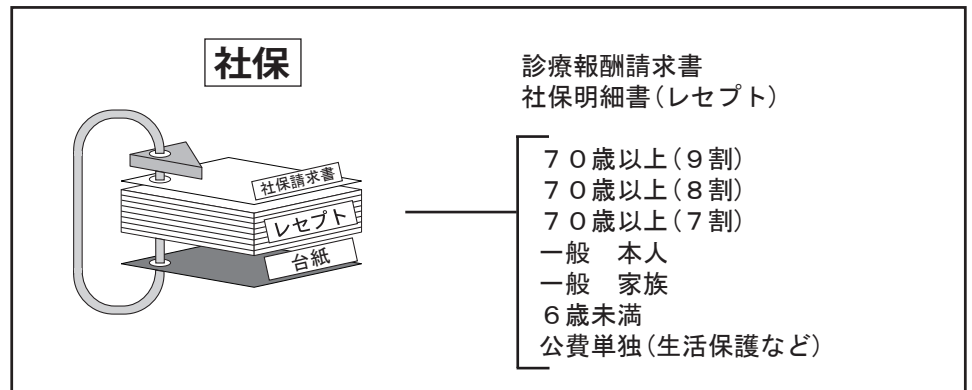 社保
社保請求書
レセプト
台紙
診療報酬請求書
社保明細書(レセプト)
70歳以上(9割)
70歳以上(8割)
70歳以上(7割)
一般　本人
一般　家族
6歳未満
公費単独(生活保護など)